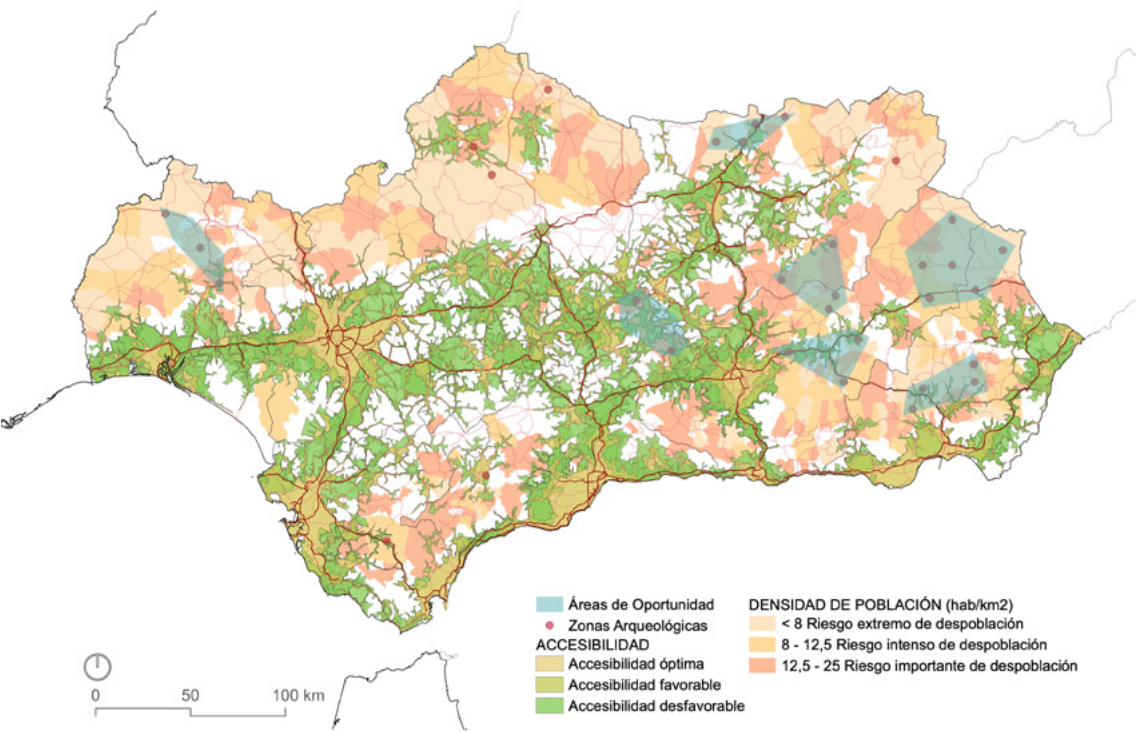 Áreas de Oportunidad
Zonas Arqueológicas
ACCESIBILIDAD
Accesibilidad óptima
Accesibilidad favorable
Accesibilidad desfavorable
DENSIDAD DE POBLACIÓN (hab/km2)
< 8 Riesgo extremo de despoblación
8 - 12,5 Riesgo intenso de despoblación
12,5 - 25 Riesgo importante de despoblación
0 50 100 km